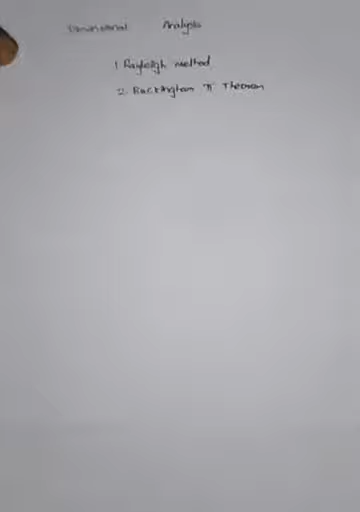 Dimensional Analysis
1 Rayleigh method
2. Buckingham π Theorem